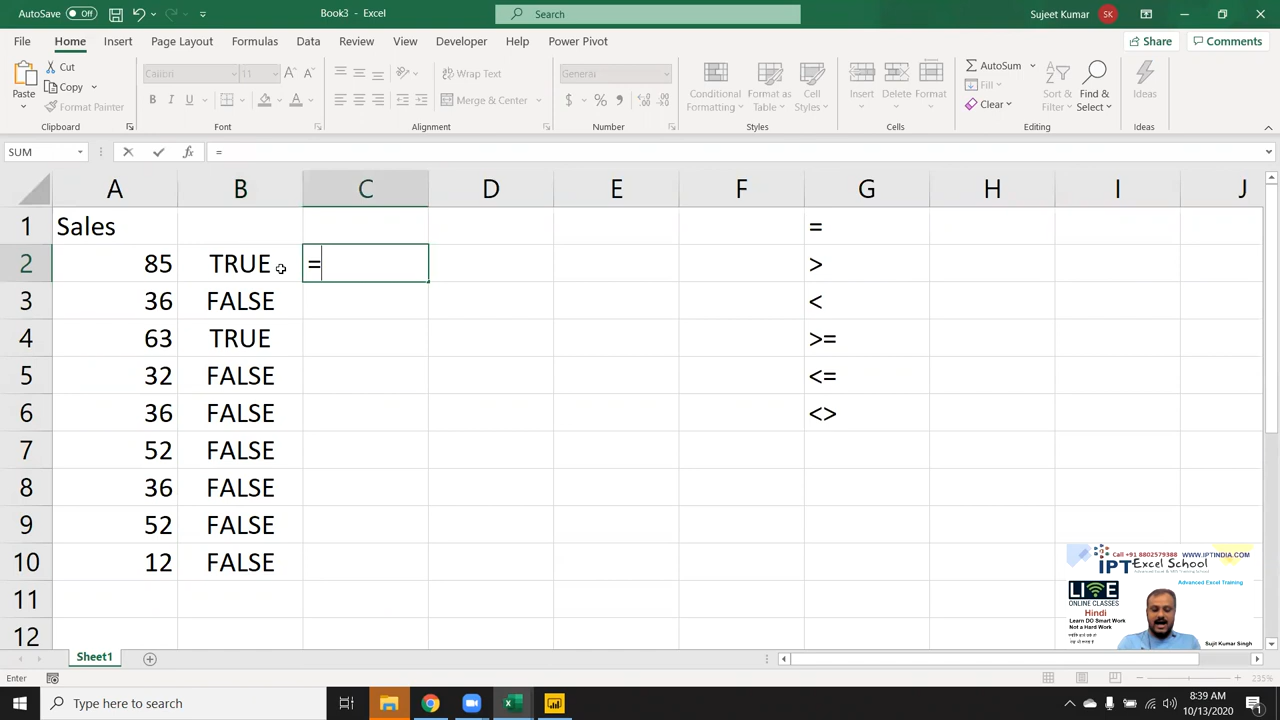 AutoSave Off
Book3 - Excel
Search
Sujeet Kumar SK
File Home Insert Page Layout Formulas Data Review View Developer Help Power Pivot
Share Comments
Paste Cut Copy Format Painter
Calibri 11
B I U A
Wrap Text
Merge & Center
General
$ % ,
Conditional Formatting Format as Table Cell Styles
Insert Delete Format
AutoSum Fill Clear
Sort & Filter Find & Select
Ideas
Clipboard Font Alignment Number Styles Cells Editing Ideas
SUM fx =
A B C D E F G H I J
1 Sales =
2 85 TRUE = >
3 36 FALSE <
4 63 TRUE >=
5 32 FALSE <=
6 36 FALSE <>
7 52 FALSE
8 36 FALSE
9 52 FALSE
10 12 FALSE
11
12
Call +91 8802579388 WWW.IPTINDIA.COM
IPT Excel School
Advanced Excel Training
LIVE
ONLINE CLASSES
Hindi
Learn DO Smart Work
Not a Hard Work
Sujit Kumar Singh
Sheet1
Enter
235%
Type here to search
8:39 AM
10/13/2020